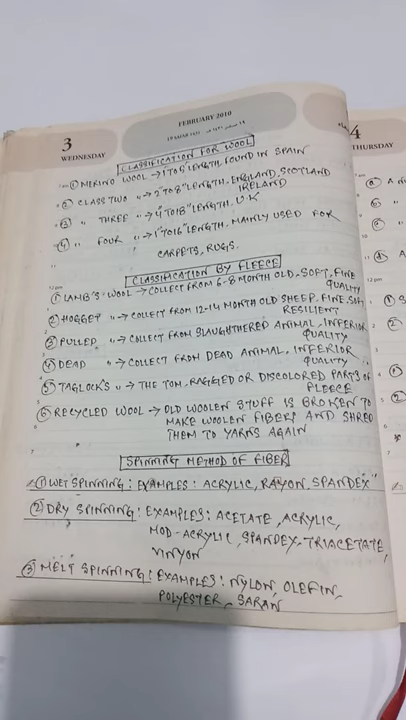 FEBRUARY 2010
3
WEDNESDAY
4
THURSDAY
CLASSIFICATION FOR WOOL
① MERINO WOOL → 1" TO 5" LENGTH, FOUND IN SPAIN
② CLASS TWO " → 2" TO 8" LENGTH, ENGLAND, SCOTLAND
IRELAND
③ " THREE " → 4" TO 18" LENGTH, U.K
④ " FOUR " → 1" TO 16" LENGTH, MAINLY USED FOR
CARPETS, RUGS.
CLASSIFICATION BY FLEECE
① LAMB'S WOOL → COLLECT FROM 6-8 MONTH OLD, SOFT, FINE
QUALITY
② HOGGET " → COLLECT FROM 12-14 MONTH OLD SHEEP. FINE, SOFT
RESILIENT
③ PULLED " → COLLECT FROM SLAUGHTHERED ANIMAL, INFERIOR
QUALITY
④ DEAD " → COLLECT FROM DEAD ANIMAL, INFERIOR
QUALITY
⑤ TAGLOCK'S " → THE TORN, RAGGED OR DISCOLORED PARTS OF
FLEECE
⑥ RECYCLED WOOL → OLD WOOLEN STUFF IS BROKEN TO
MAKE WOOLEN FIBERS AND SHRED
THEM TO YARNS AGAIN
SPINNING METHOD OF FIBER
① WET SPINNING: EXAMPLES: ACRYLIC, RAYON, SPANDEX"
② DRY SPINNING: EXAMPLES: ACETATE, ACRYLIC,
MOD-ACRYLIC, SPANDEX, TRIACETATE,
VINYON
③ MELT SPINNING: EXAMPLES: NYLON, OLEFIN,
POLYESTER, SARAN